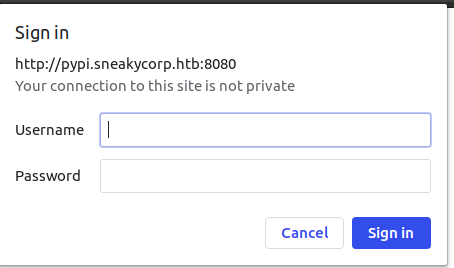 Sign in
http://pypi.sneakycorp.htb:8080
Your connection to this site is not private
Username
Password
Cancel Sign in